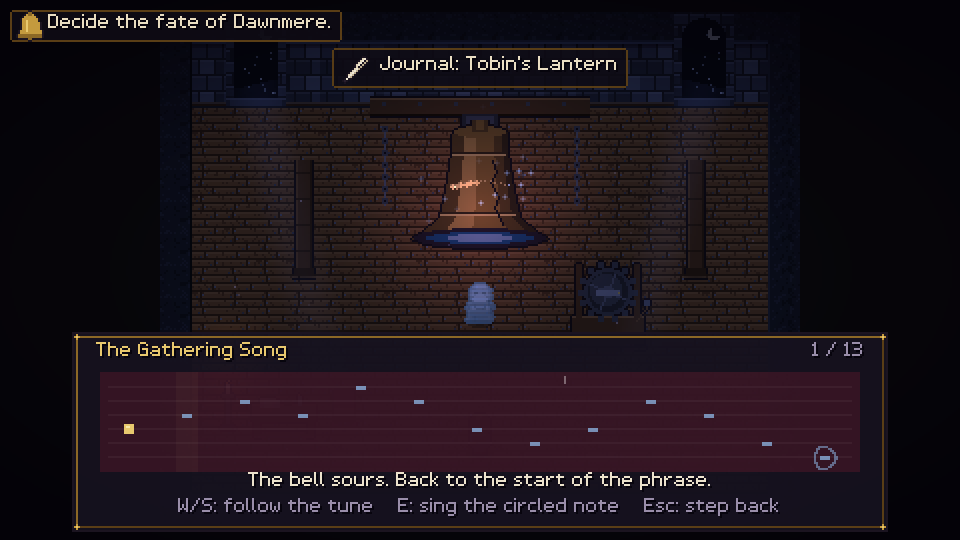 Decide the fate of Dawnmere.
Journal: Tobin's Lantern
The Gathering Song 1 / 13
The bell sours. Back to the start of the phrase.
W/S: follow the tune E: sing the circled note Esc: step back